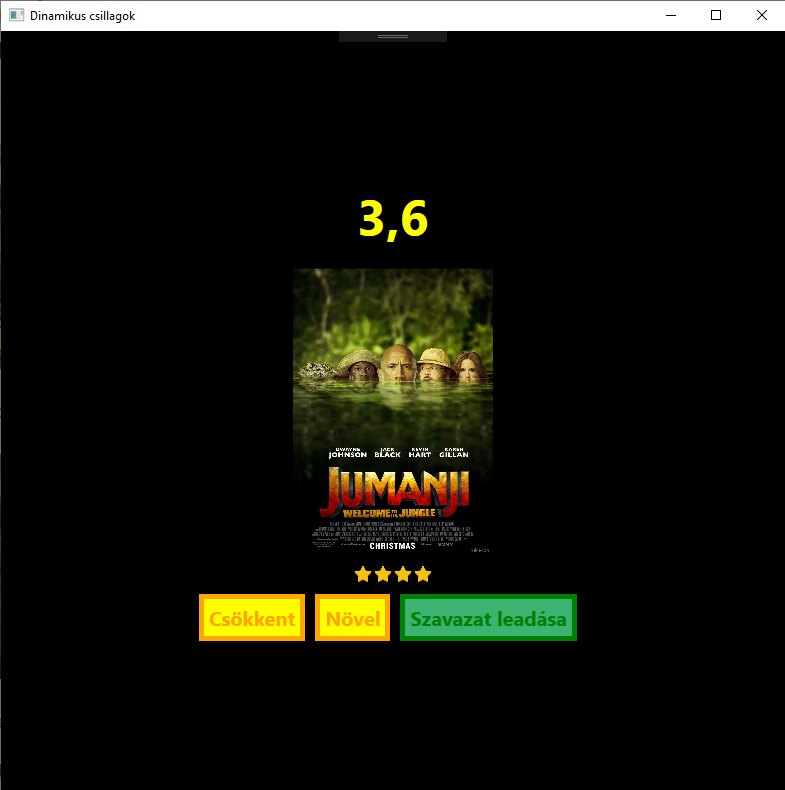 Dinamikus csillagok
3,6
DWAYNE JOHNSON JACK BLACK KEVIN HART KAREN GILLAN
JUMANJI
WELCOME TO THE JUNGLE
CHRISTMAS
Csökkent Növel Szavazat leadása